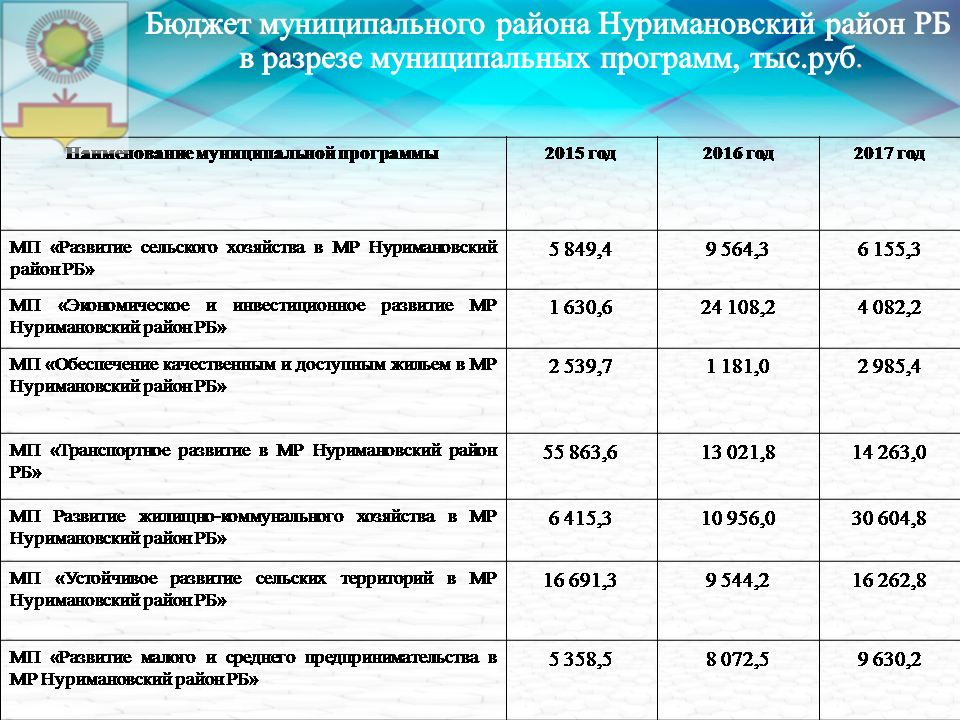 Бюджет муниципального района Нуримановский район РБ
в разрезе муниципальных программ, тыс.руб.
Наименование муниципальной программы 2015 год 2016 год 2017 год
МП «Развитие сельского хозяйства в МР Нуримановский
район РБ» 5 849,4 9 564,3 6 155,3
МП «Экономическое и инвестиционное развитие МР
Нуримановский район РБ» 1 630,6 24 108,2 4 082,2
МП «Обеспечение качественным и доступным жильем в МР
Нуримановский район РБ» 2 539,7 1 181,0 2 985,4
МП «Транспортное развитие в МР Нуримановский район
РБ» 55 863,6 13 021,8 14 263,0
МП Развитие жилищно-коммунального хозяйства в МР
Нуримановский район РБ» 6 415,3 10 956,0 30 604,8
МП «Устойчивое развитие сельских территорий в МР
Нуримановский район РБ» 16 691,3 9 544,2 16 262,8
МП «Развитие малого и среднего предпринимательства в
МР Нуримановский район РБ» 5 358,5 8 072,5 9 630,2